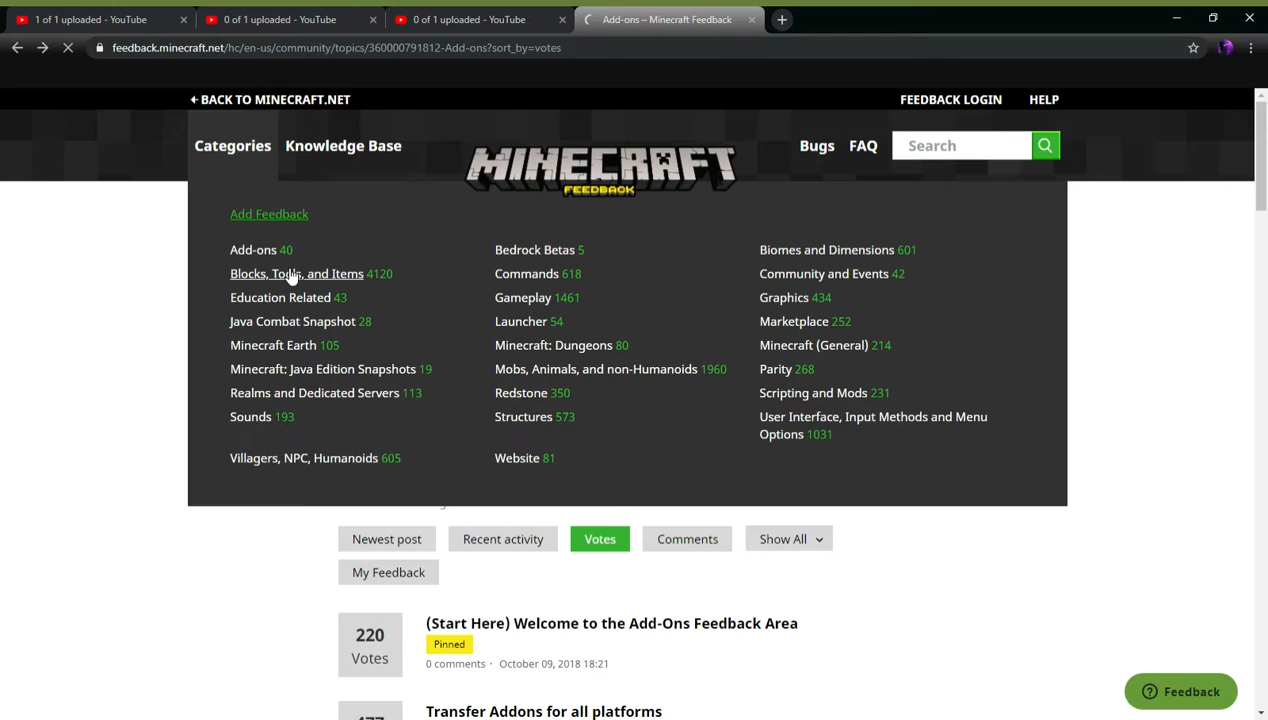 1 of 1 uploaded - YouTube
0 of 1 uploaded - YouTube
0 of 1 uploaded - YouTube
Add-ons – Minecraft Feedback
feedback.minecraft.net/hc/en-us/community/topics/360000791812-Add-ons?sort_by=votes
BACK TO MINECRAFT.NET
FEEDBACK LOGIN HELP
Categories Knowledge Base
MINECRAFT
FEEDBACK
Bugs FAQ Search
Add Feedback
Add-ons 40 Bedrock Betas 5 Biomes and Dimensions 601
Blocks, Tools, and Items 4120 Commands 618 Community and Events 42
Education Related 43 Gameplay 1461 Graphics 434
Java Combat Snapshot 28 Launcher 54 Marketplace 252
Minecraft Earth 105 Minecraft: Dungeons 80 Minecraft (General) 214
Minecraft: Java Edition Snapshots 19 Mobs, Animals, and non-Humanoids 1960 Parity 268
Realms and Dedicated Servers 113 Redstone 350 Scripting and Mods 231
Sounds 193 Structures 573 User Interface, Input Methods and Menu
Options 1031
Villagers, NPC, Humanoids 605 Website 81
Newest post Recent activity Votes Comments Show All
My Feedback
220
Votes
(Start Here) Welcome to the Add-Ons Feedback Area
Pinned
0 comments · October 09, 2018 18:21
Feedback
Transfer Addons for all platforms